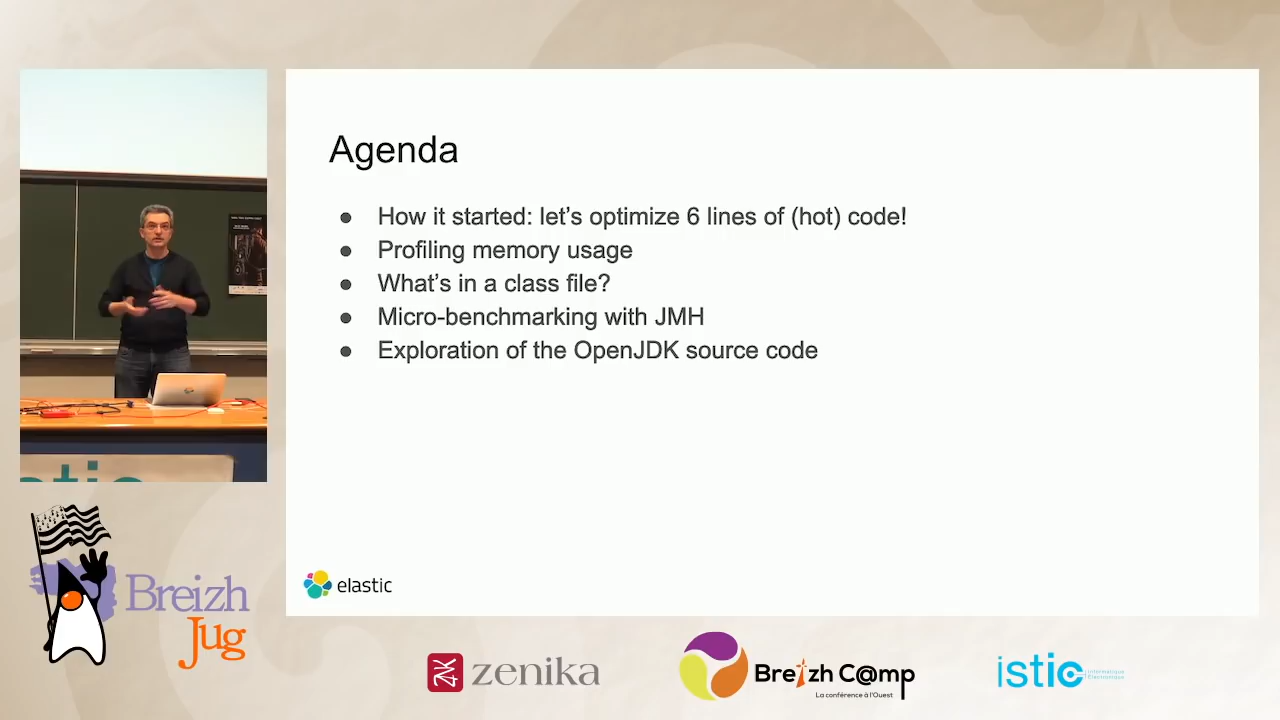 Agenda
● How it started: let's optimize 6 lines of (hot) code!
● Profiling memory usage
● What's in a class file?
● Micro-benchmarking with JMH
● Exploration of the OpenJDK source code
elastic
Breizh
Jug
zenika
Breizh C@mp
La conférence à l'Ouest
istic
Informatique
Électronique